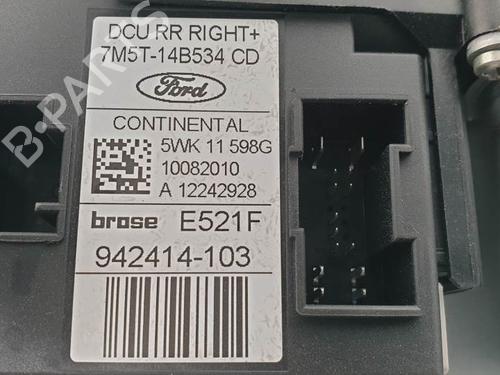 DCU RR RIGHT+
7M5T-14B534 CD
Ford
CONTINENTAL
5WK 11 598G
10082010
A 12242928
brose E521F
942414-103
B-PARTS